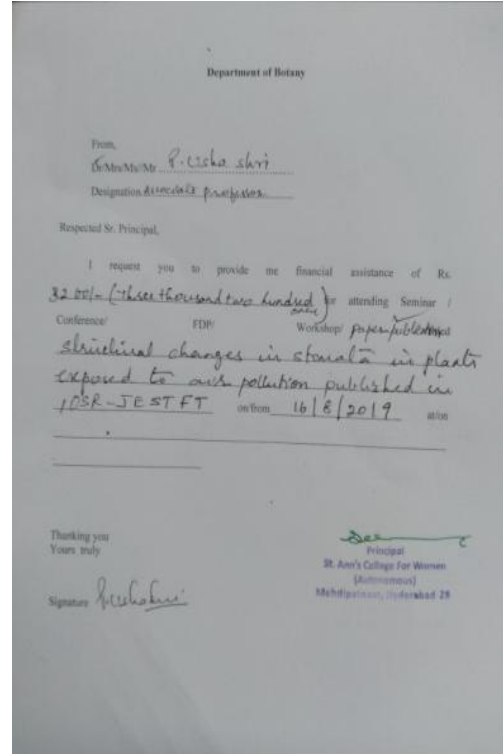 Department of Botany
From,
Dr/Mrs/Ms/Mr P. Usha Shri
Designation Associate professor
Respected Sr. Principal,
I request you to provide me financial assistance of Rs.
3200/- (three thousand two hundred only) for attending Seminar /
Conference/ FDP/ Workshop/ paper published
structural changes in stomata in plants
exposed to air pollution published in
IOSR-JESTFT on/from 16/8/2019 at/on
Thanking you
Yours truly
Signature P. Ushashri
Principal
St. Ann's College For Women
(Autonomous)
Mehdipatnam, Hyderabad 28